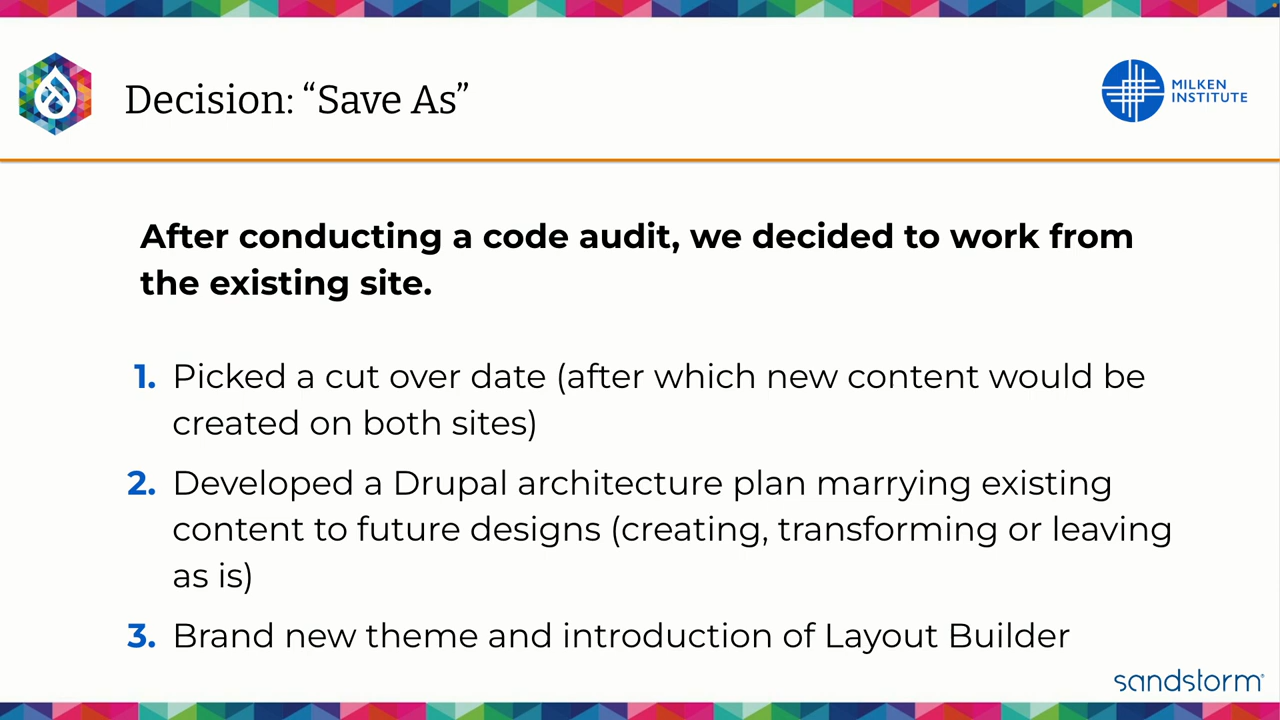 Decision: “Save As”
MILKEN
INSTITUTE
After conducting a code audit, we decided to work from
the existing site.
1. Picked a cut over date (after which new content would be
created on both sites)
2. Developed a Drupal architecture plan marrying existing
content to future designs (creating, transforming or leaving
as is)
3. Brand new theme and introduction of Layout Builder
sandstorm®